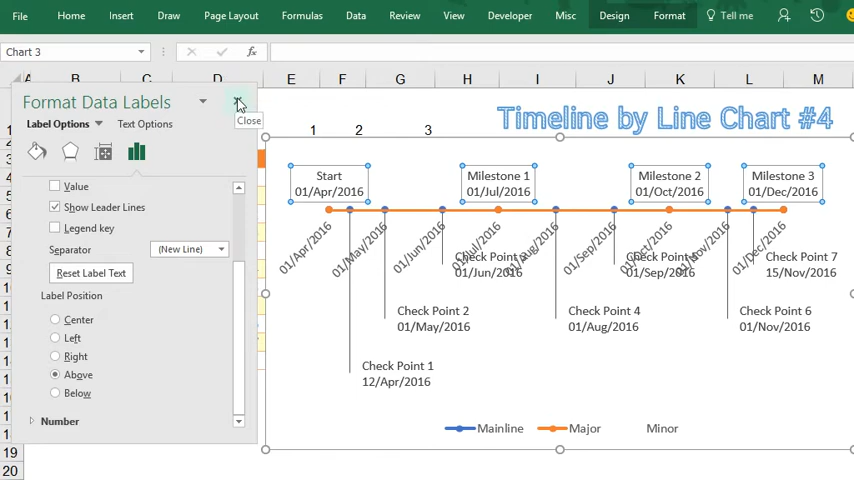 File Home Insert Draw Page Layout Formulas Data Review View Developer Misc Design Format Tell me
Chart 3 fx
A B C D E F G H I J K L M
Format Data Labels
Close
Label Options Text Options
Value
Show Leader Lines
Legend key
Separator (New Line)
Reset Label Text
Label Position
Center
Left
Right
Above
Below
Number
1 2 3
Timeline by Line Chart #4
Start
01/Apr/2016
Milestone 1
01/Jul/2016
Milestone 2
01/Oct/2016
Milestone 3
01/Dec/2016
01/Apr/2016 01/May/2016 01/Jun/2016 01/Jul/2016 01/Aug/2016 01/Sep/2016 01/Oct/2016 01/Nov/2016 01/Dec/2016
Check Point
01/Jun/2016
Check Point
01/Sep/2016
Check Point 7
15/Nov/2016
Check Point 2
01/May/2016
Check Point 4
01/Aug/2016
Check Point 6
01/Nov/2016
Check Point 1
12/Apr/2016
Mainline Major Minor
19
20